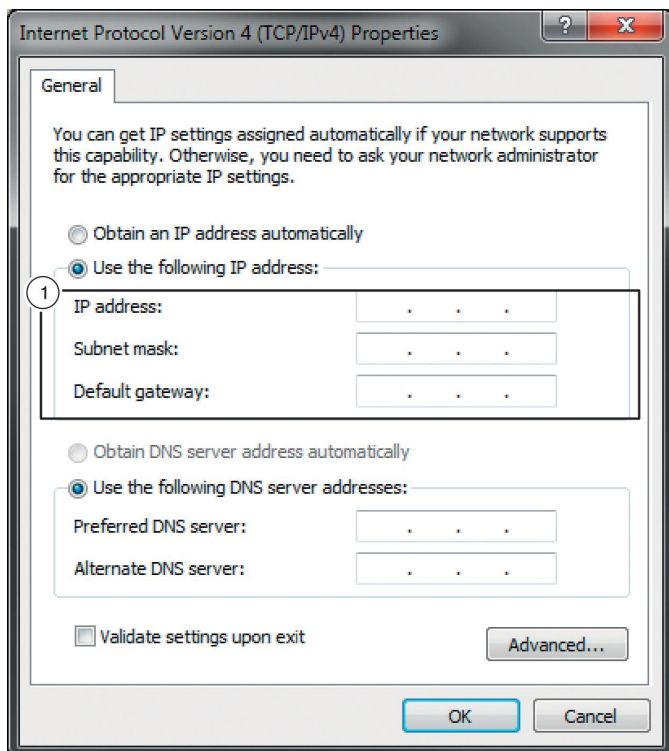 Internet Protocol Version 4 (TCP/IPv4) Properties
General
You can get IP settings assigned automatically if your network supports
this capability. Otherwise, you need to ask your network administrator
for the appropriate IP settings.
Obtain an IP address automatically
Use the following IP address:
1
IP address:
Subnet mask:
Default gateway:
Obtain DNS server address automatically
Use the following DNS server addresses:
Preferred DNS server:
Alternate DNS server:
Validate settings upon exit
Advanced...
OK
Cancel